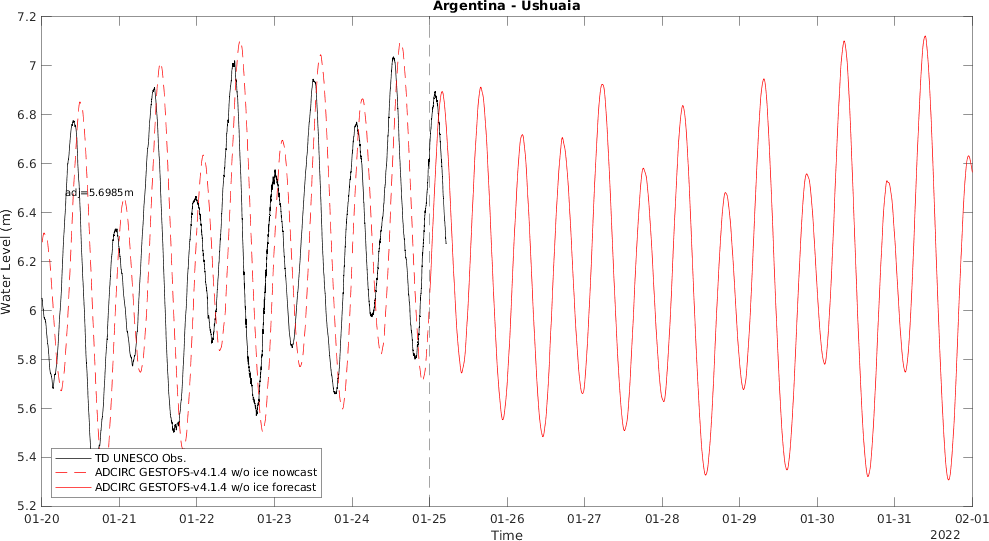 Argentina - Ushuaia
7.2
7
6.8
6.6
6.4
6.2
6
5.8
5.6
5.4
5.2
Water Level (m)
adj=5.6985m
TD UNESCO Obs.
ADCIRC GESTOFS-v4.1.4 w/o ice nowcast
ADCIRC GESTOFS-v4.1.4 w/o ice forecast
01-20 01-21 01-22 01-23 01-24 01-25 01-26 01-27 01-28 01-29 01-30 01-31 02-01
Time
2022